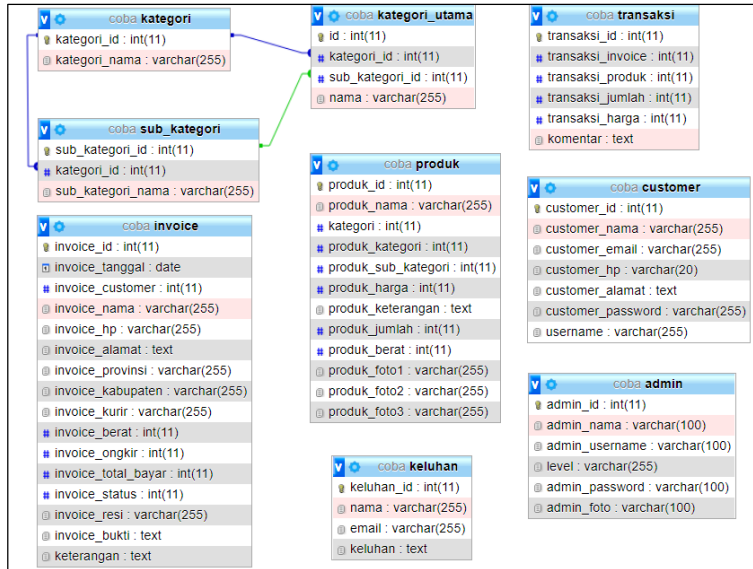 coba kategori
kategori_id : int(11)
kategori_nama : varchar(255)
coba sub_kategori
sub_kategori_id : int(11)
kategori_id : int(11)
sub_kategori_nama : varchar(255)
coba invoice
invoice_id : int(11)
invoice_tanggal : date
invoice_customer : int(11)
invoice_nama : varchar(255)
invoice_hp : varchar(255)
invoice_alamat : text
invoice_provinsi : varchar(255)
invoice_kabupaten : varchar(255)
invoice_kurir : varchar(255)
invoice_berat : int(11)
invoice_ongkir : int(11)
invoice_total_bayar : int(11)
invoice_status : int(11)
invoice_resi : varchar(255)
invoice_bukti : text
keterangan : text
coba kategori_utama
id : int(11)
kategori_id : int(11)
sub_kategori_id : int(11)
nama : varchar(255)
coba produk
produk_id : int(11)
produk_nama : varchar(255)
kategori : int(11)
produk_kategori : int(11)
produk_sub_kategori : int(11)
produk_harga : int(11)
produk_keterangan : text
produk_jumlah : int(11)
produk_berat : int(11)
produk_foto1 : varchar(255)
produk_foto2 : varchar(255)
produk_foto3 : varchar(255)
coba keluhan
keluhan_id : int(11)
nama : varchar(255)
email : varchar(255)
keluhan : text
coba transaksi
transaksi_id : int(11)
transaksi_invoice : int(11)
transaksi_produk : int(11)
transaksi_jumlah : int(11)
transaksi_harga : int(11)
komentar : text
coba customer
customer_id : int(11)
customer_nama : varchar(255)
customer_email : varchar(255)
customer_hp : varchar(20)
customer_alamat : text
customer_password : varchar(255)
username : varchar(255)
coba admin
admin_id : int(11)
admin_nama : varchar(100)
admin_username : varchar(100)
level : varchar(255)
admin_password : varchar(100)
admin_foto : varchar(100)